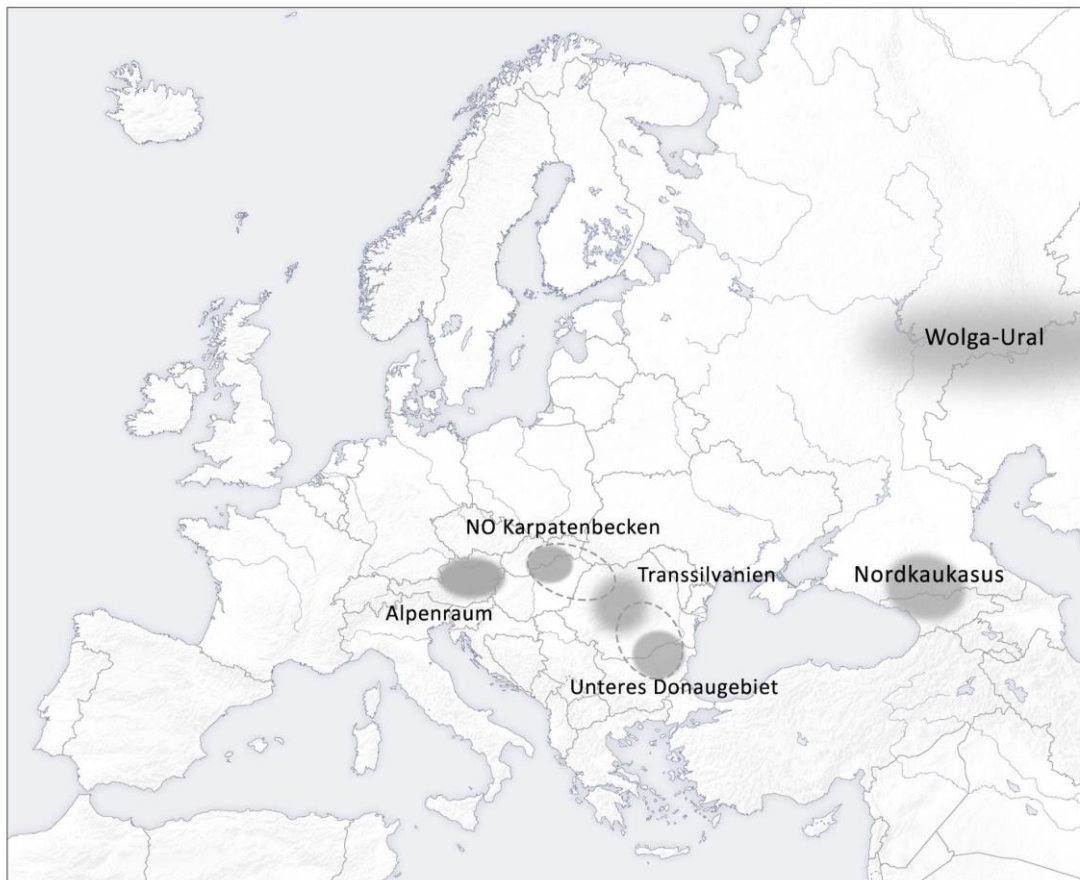 Wolga-Ural
NO Karpatenbecken
Transsilvanien
Nordkaukasus
Alpenraum
Unteres Donaugebiet